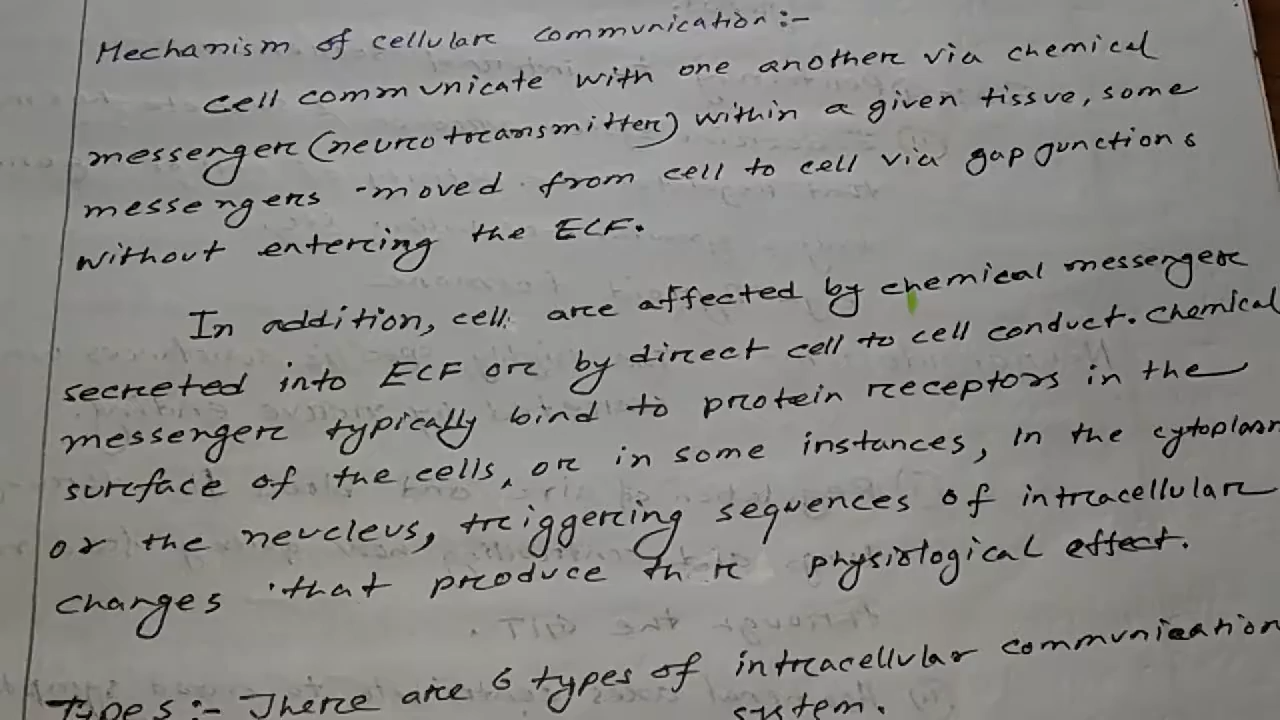 Mechanism of cellular communication :-
Cell communicate with one another via chemical
messenger (neurotransmitter) within a given tissue, some
messengers moved from cell to cell via gap junctions
without entering the ECF.
In addition, cell are affected by chemical messenger
secreted into ECF or by direct cell to cell conduct. Chemical
messenger typically bind to protein receptors in the
surface of the cells, or in some instances, in the cytoplasm
or the neucleus, triggering sequences of intracellular
changes that produce physiological effect.
Types :- There are 6 types of intracellular communication
system.